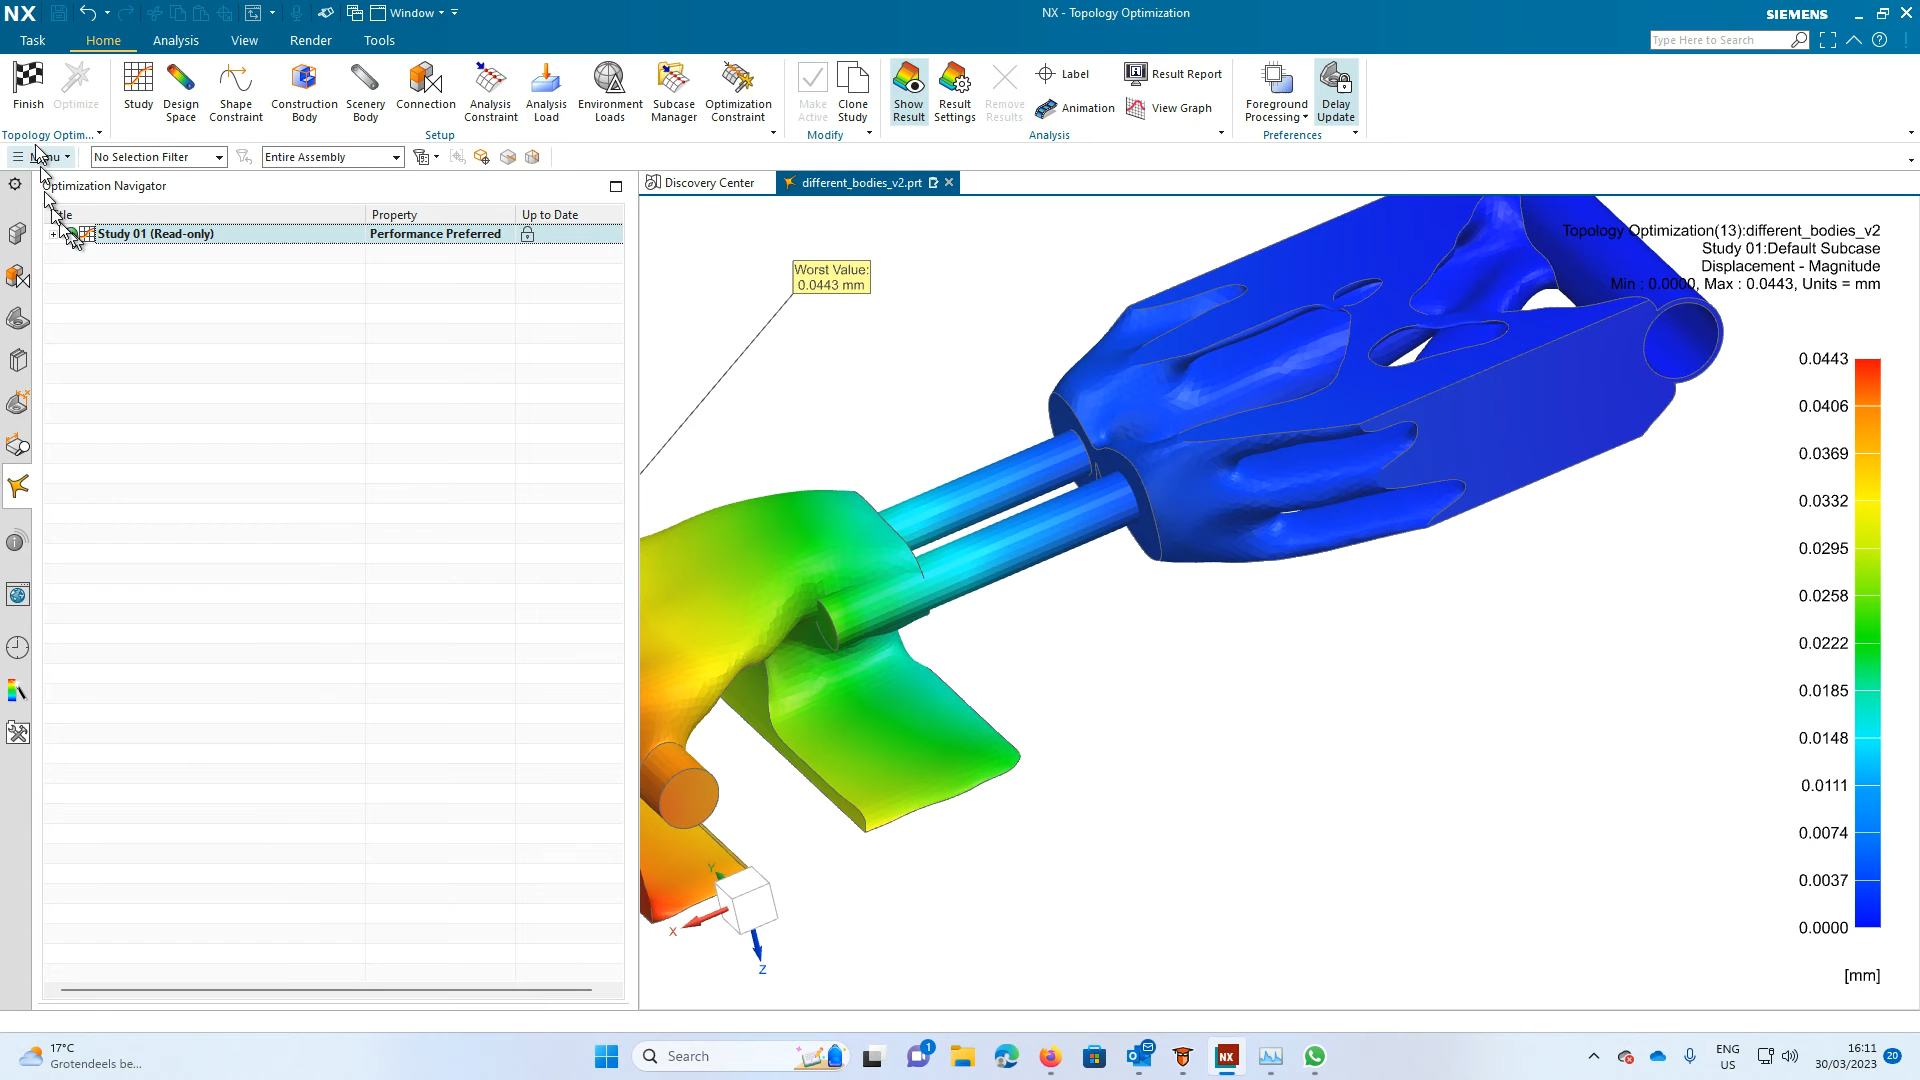 NX
Window
NX - Topology Optimization
SIEMENS
Task
Home
Analysis
View
Render
Tools
Type Here to Search
Finish
Optimize
Study
Design Space
Shape Constraint
Construction Body
Scenery Body
Connection
Analysis Constraint
Analysis Load
Environment Loads
Subcase Manager
Optimization Constraint
Make Active
Clone Study
Show Result
Result Settings
Remove Results
Label
Animation
Result Report
View Graph
Foreground Processing
Delay Update
Topology Optim...
Setup
Modify
Analysis
Preferences
No Selection Filter
Entire Assembly
Optimization Navigator
Property
Up to Date
Study 01 (Read-only)
Performance Preferred
Discovery Center
different_bodies_v2.prt
Topology Optimization(13):different_bodies_v2
Study 01:Default Subcase
Displacement - Magnitude
Min : 0.0000, Max : 0.0443, Units = mm
Worst Value:
0.0443 mm
0.0443
0.0406
0.0369
0.0332
0.0295
0.0258
0.0222
0.0185
0.0148
0.0111
0.0074
0.0037
0.0000
[mm]
Y
X
Z
17°C
Grotendeels be...
Search
1
NX
ENG
US
16:11
30/03/2023
20